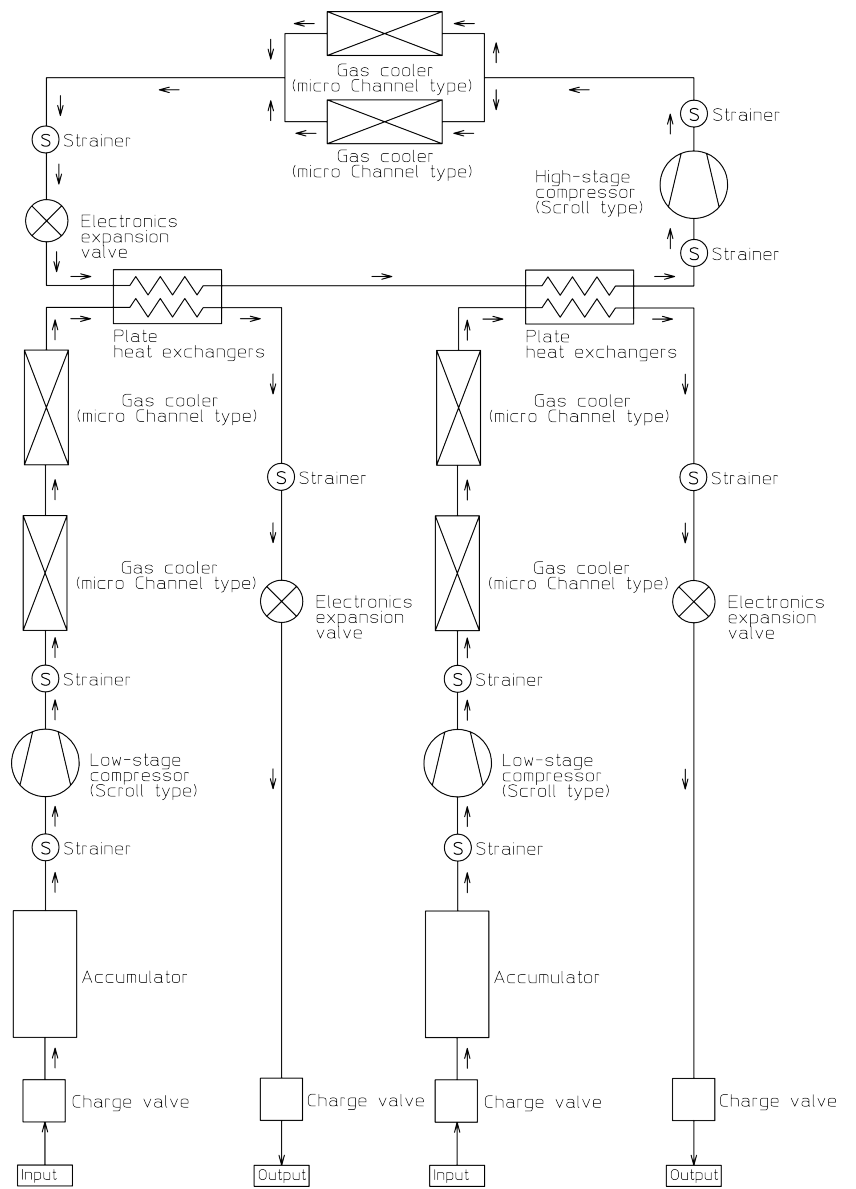 Gas cooler
(micro Channel type)
Gas cooler
(micro Channel type)
S Strainer
S Strainer
High-stage
compressor
(Scroll type)
Electronics
expansion
valve
S Strainer
Plate
heat exchangers
Plate
heat exchangers
Gas cooler
(micro Channel type)
Gas cooler
(micro Channel type)
S Strainer
S Strainer
Gas cooler
(micro Channel type)
Gas cooler
(micro Channel type)
Electronics
expansion
valve
Electronics
expansion
valve
S Strainer
S Strainer
Low-stage
compressor
(Scroll type)
Low-stage
compressor
(Scroll type)
S Strainer
S Strainer
Accumulator
Accumulator
Charge valve
Charge valve
Charge valve
Charge valve
Input
Output
Input
Output